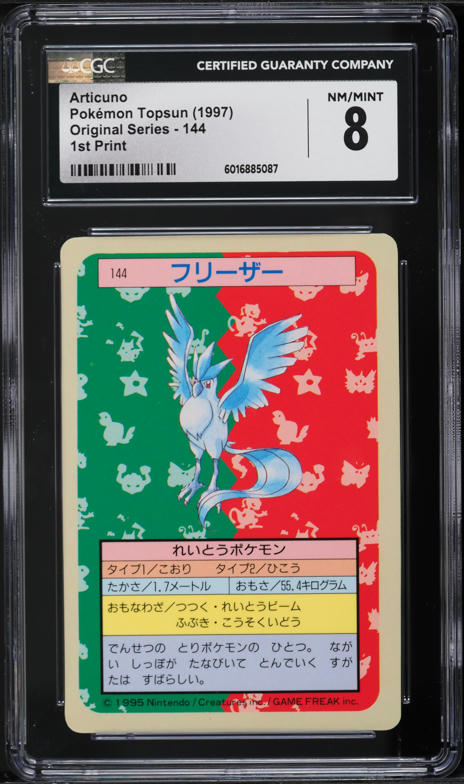 CGC
CERTIFIED GUARANTY COMPANY
Articuno
Pokémon Topsun (1997)
Original Series - 144
1st Print
NM/MINT
8
6016885087
144 フリーザー
れいとうポケモン
タイプ1/こおり タイプ2/ひこう
たかさ/1.7メートル おもさ/55.4キログラム
おもなわざ/つつく・れいとうビーム
ふぶき・こうそくいどう
でんせつの とりポケモンの ひとつ。 なが
い しっぽが たなびいて とんでいく すが
たは すばらしい。
© 1995 Nintendo / Creatures inc. / GAME FREAK inc.